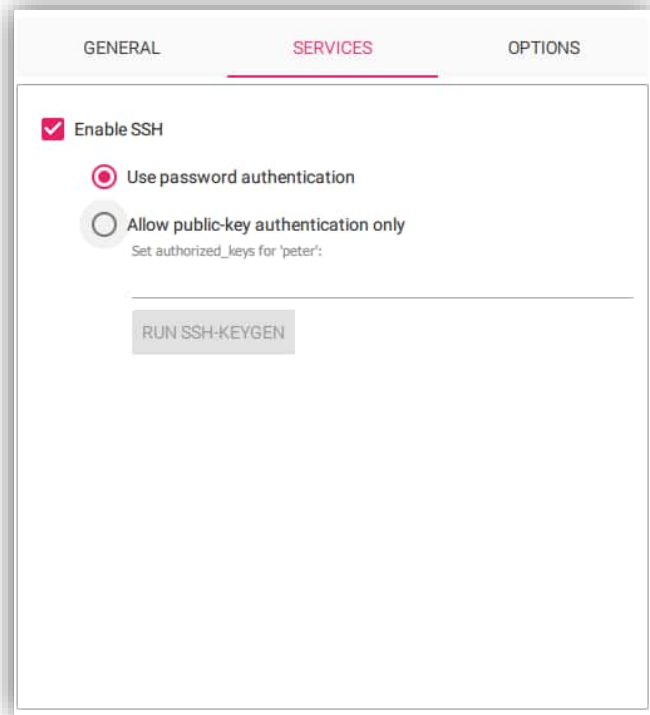 GENERAL SERVICES OPTIONS
Enable SSH
Use password authentication
Allow public-key authentication only
Set authorized_keys for 'peter':
RUN SSH-KEYGEN